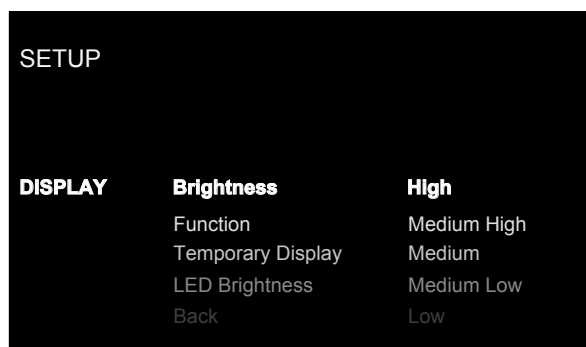 SETUP
DISPLAY Brightness High
Function Medium High
Temporary Display Medium
LED Brightness Medium Low
Back Low